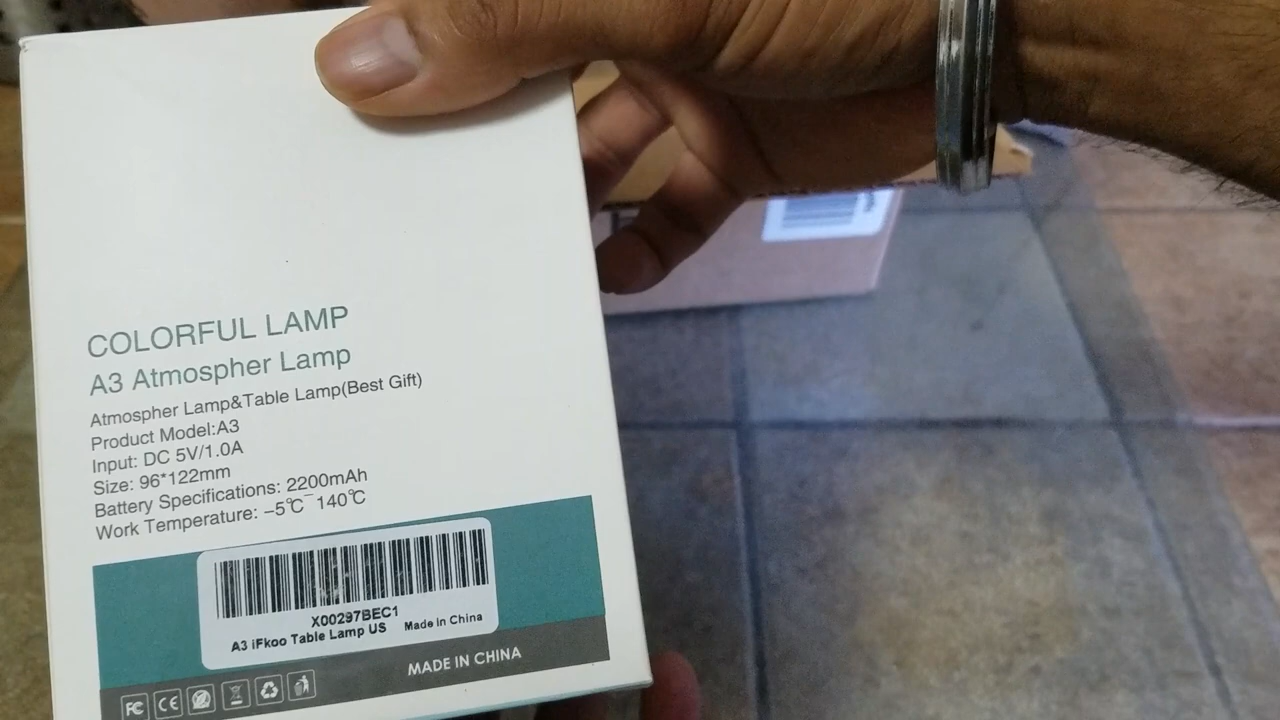 COLORFUL LAMP
A3 Atmospher Lamp
Atmospher Lamp&Table Lamp(Best Gift)
Product Model:A3
Input: DC 5V/1.0A
Size: 96*122mm
Battery Specifications: 2200mAh
Work Temperature: –5℃¯140℃
X00297BEC1
A3 iFkoo Table Lamp US Made in China
MADE IN CHINA
FC CE